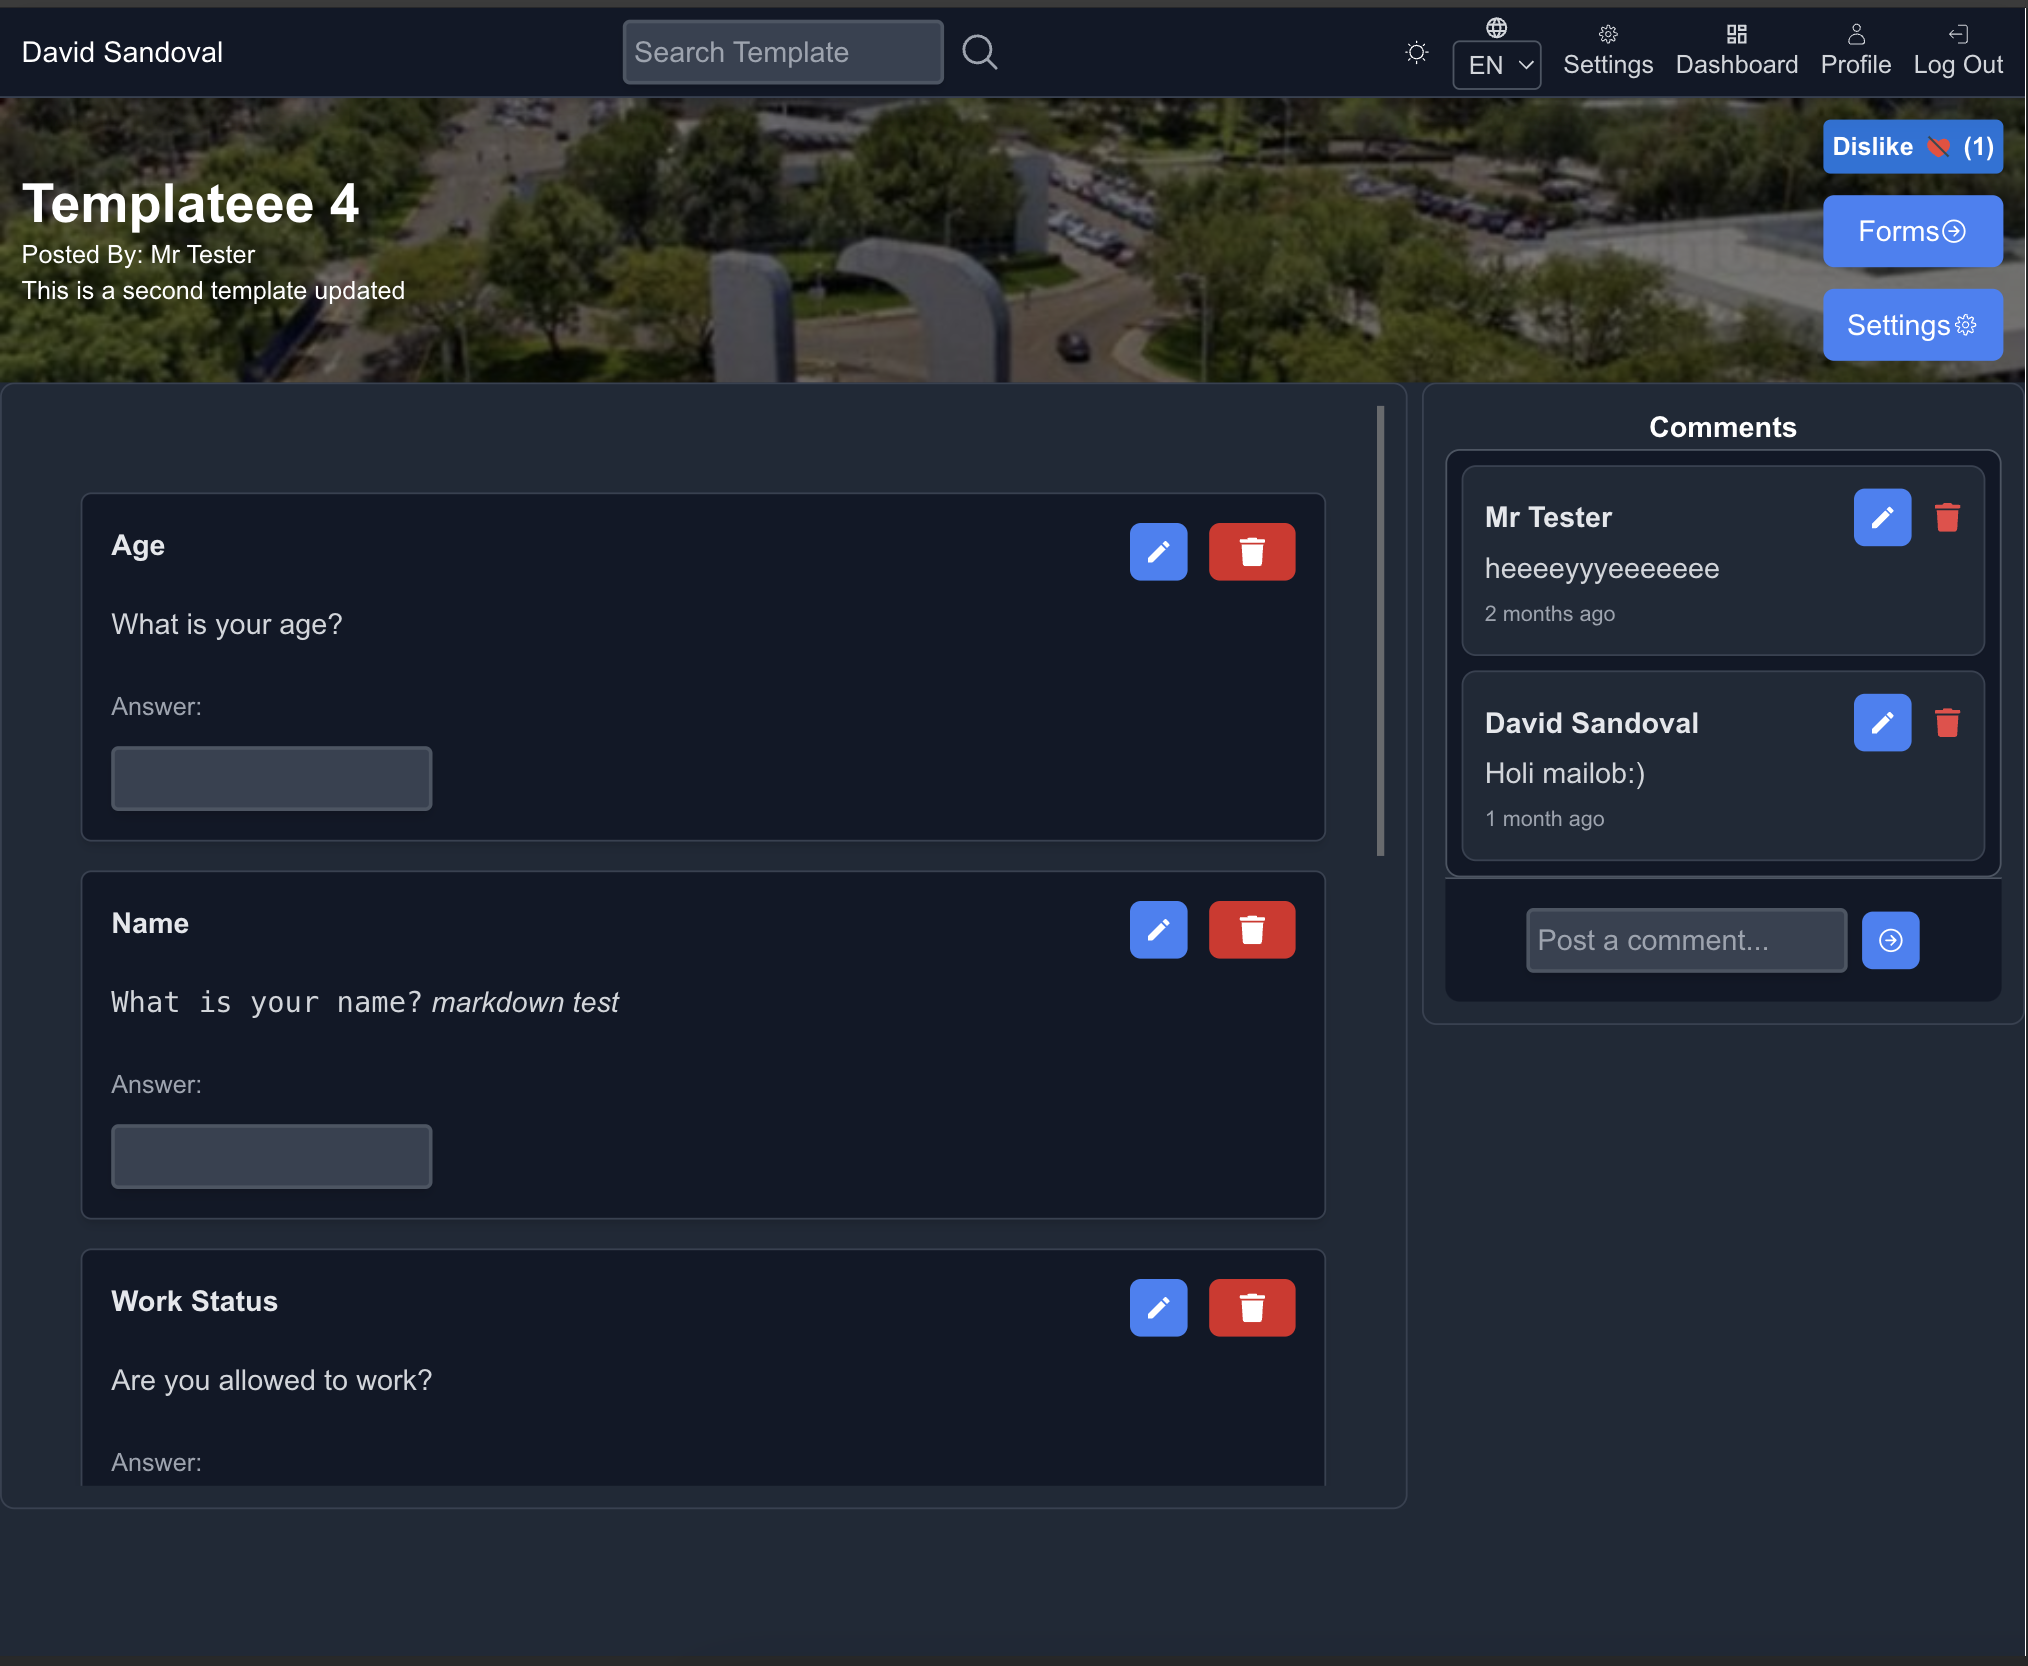 David Sandoval
Search Template
EN
Settings
Dashboard
Profile
Log Out
Templateee 4
Posted By: Mr Tester
This is a second template updated
Dislike (1)
Forms
Settings
Age
What is your age?
Answer:
Name
What is your name? markdown test
Answer:
Work Status
Are you allowed to work?
Answer:
Comments
Mr Tester
heeeeyyyeeeeeee
2 months ago
David Sandoval
Holi mailob:)
1 month ago
Post a comment...